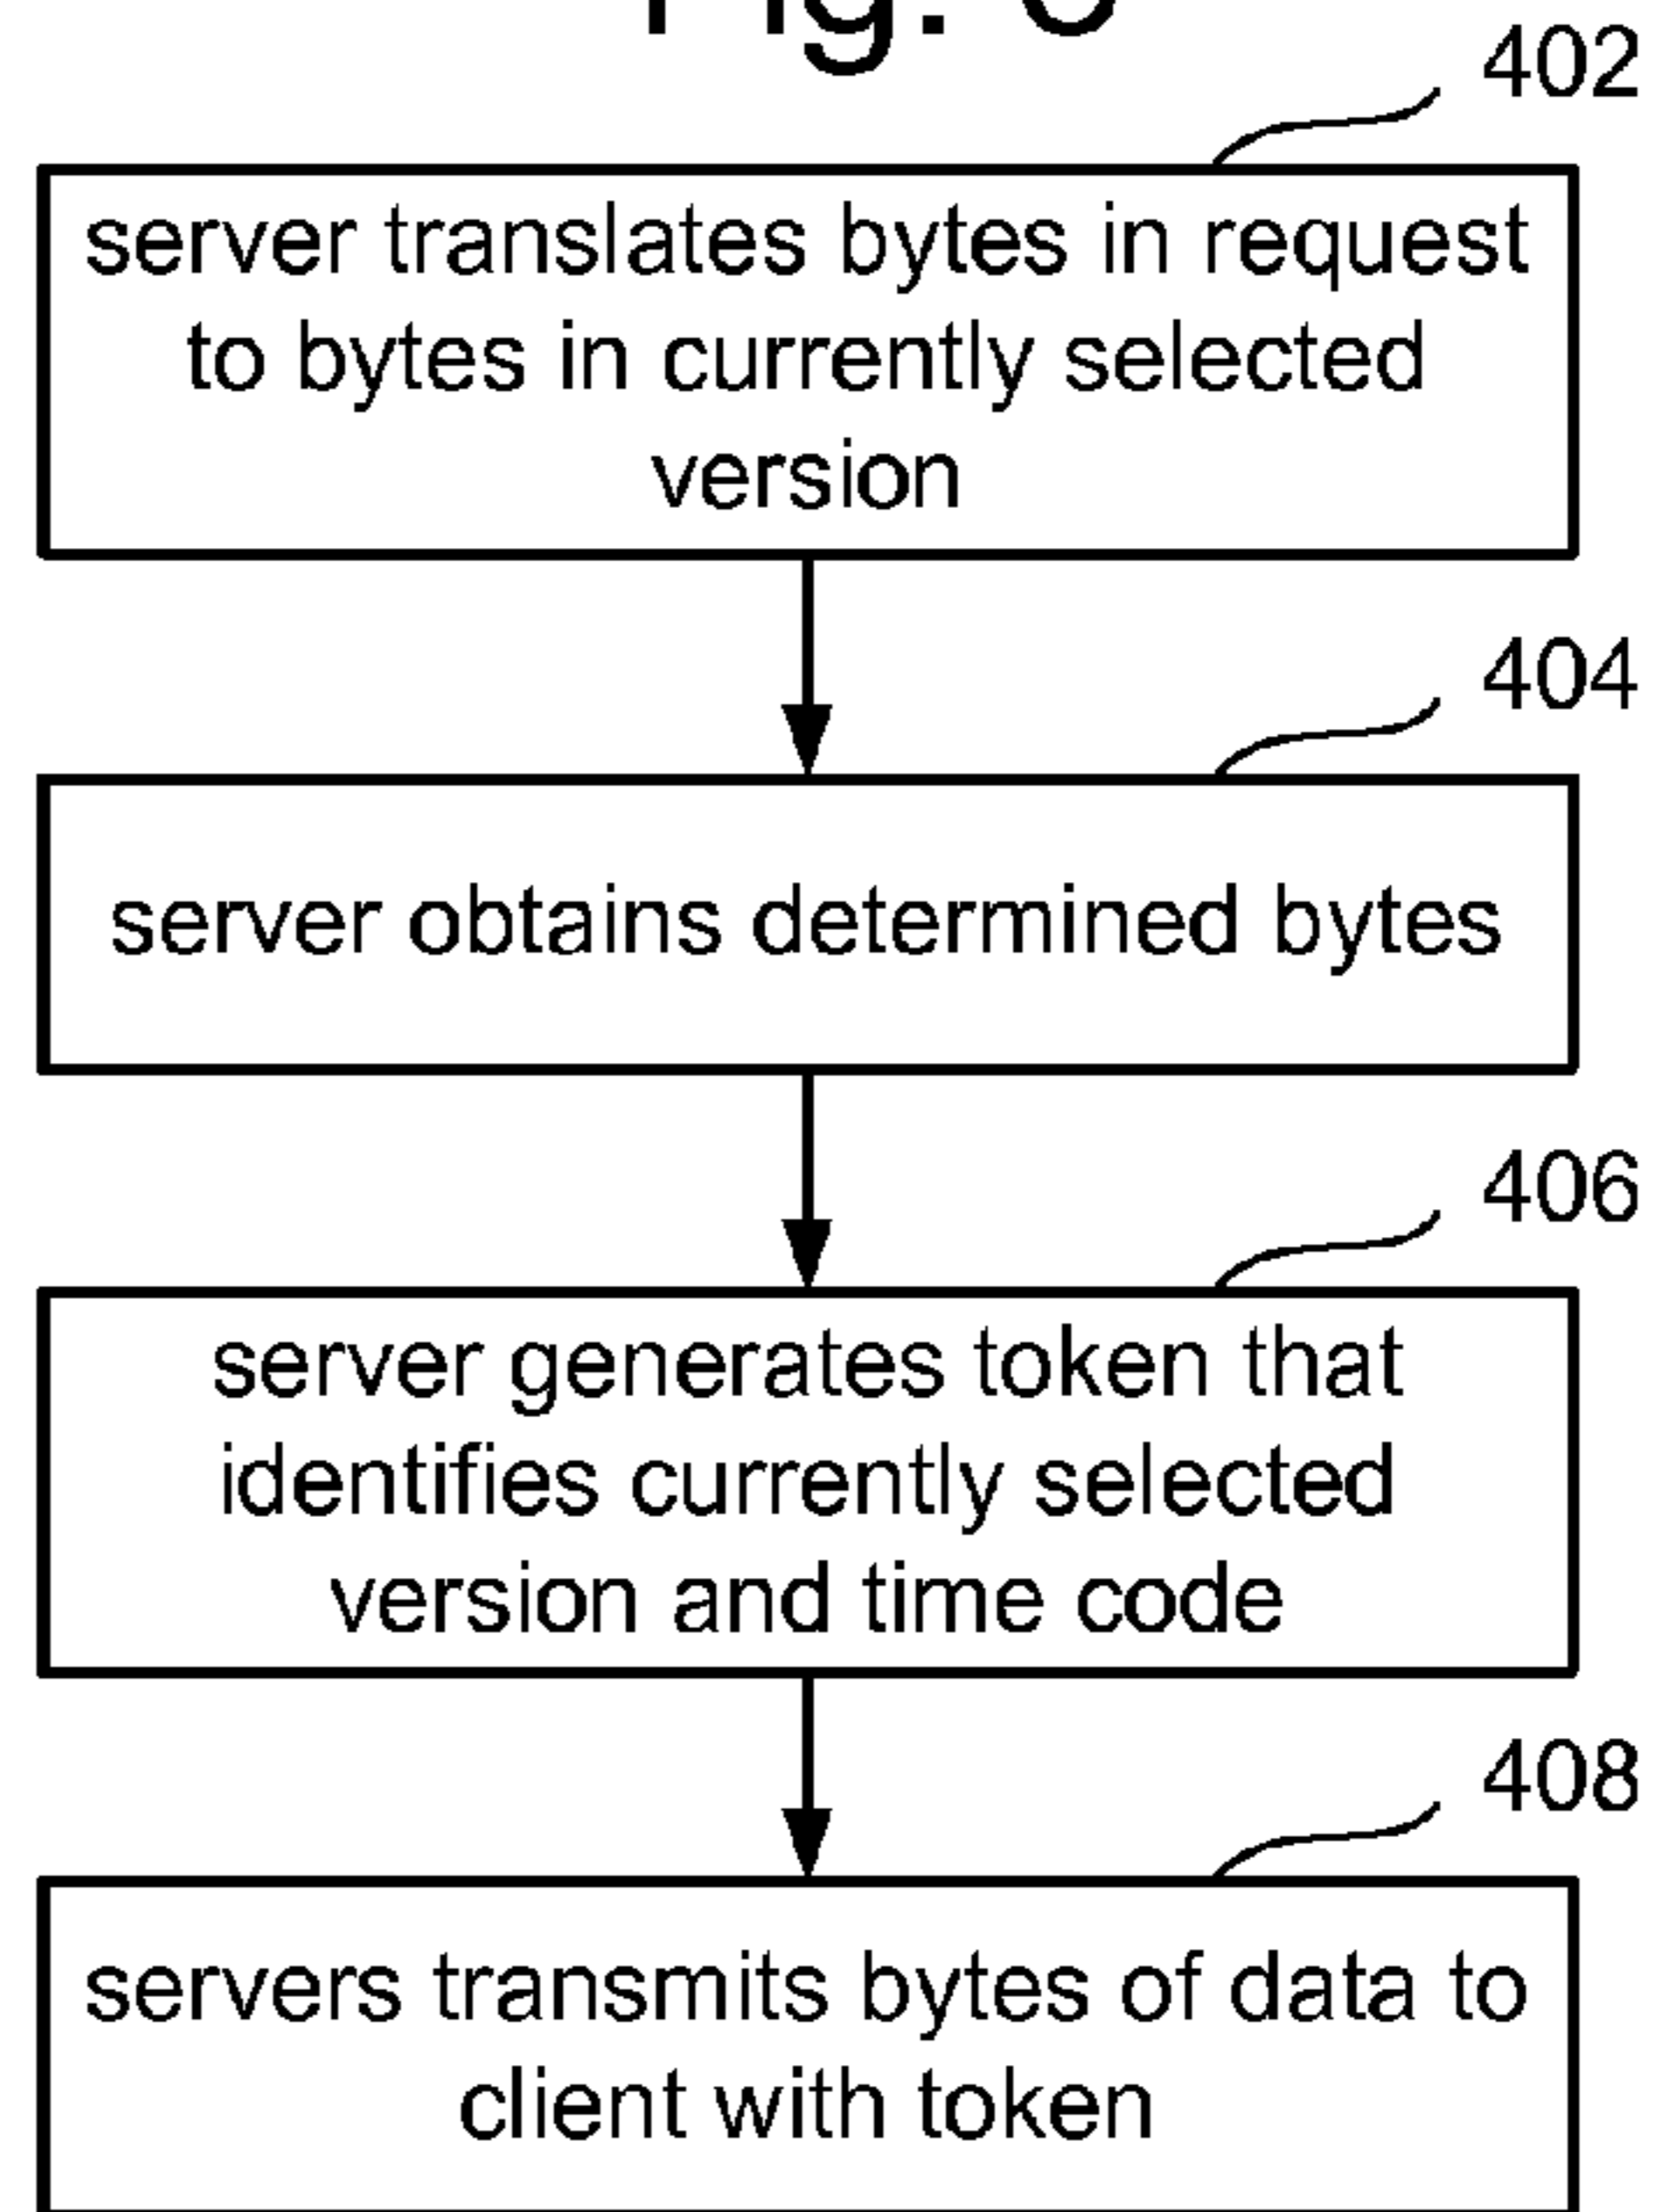 Fig.
402
server translates bytes in request
to bytes in currently selected
version
404
server obtains determined bytes
406
server generates token that
identifies currently selected
version and time code
408
servers transmits bytes of data to
client with token